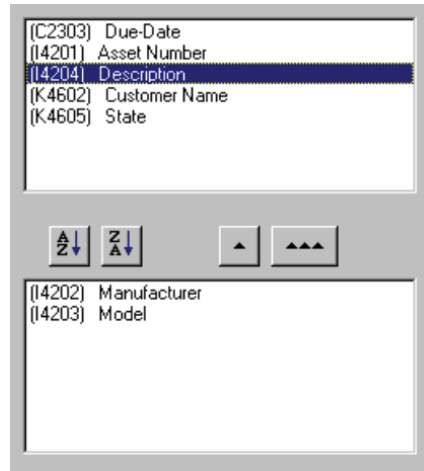 (C2303) Due-Date
(I4201) Asset Number
(I4204) Description
(K4602) Customer Name
(K4605) State
A Z Z A
(I4202) Manufacturer
(I4203) Model